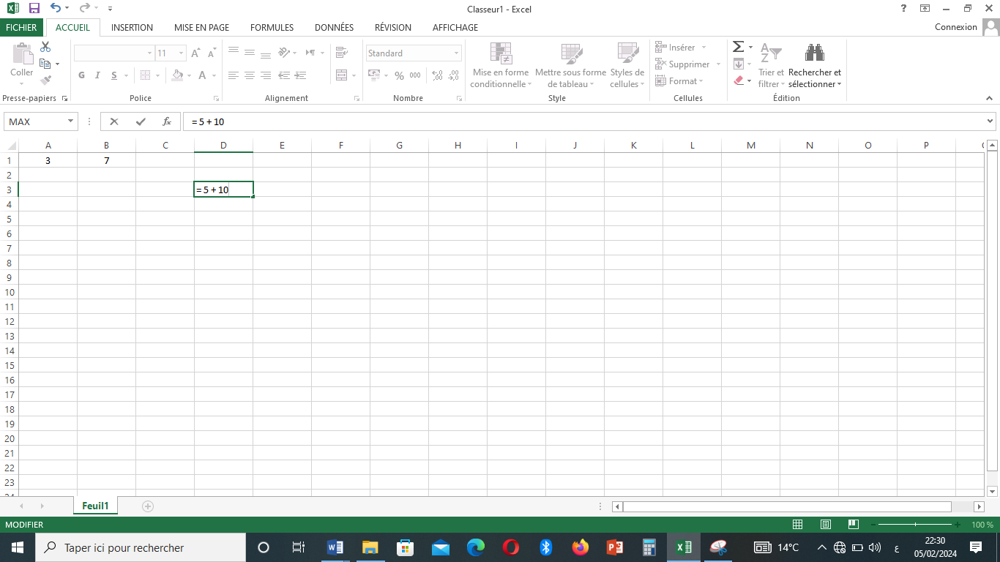 Classeur1 - Excel
?
FICHIER ACCUEIL INSERTION MISE EN PAGE FORMULES DONNÉES RÉVISION AFFICHAGE Connexion
Coller
Presse-papiers
11 A A
G I S A
Police
Alignement
Standard
% 000
Nombre
Mise en forme conditionnelle
Mettre sous forme de tableau
Styles de cellules
Style
Insérer
Supprimer
Format
Cellules
Σ
Trier et filtrer
Rechercher et sélectionner
Édition
MAX fx = 5 + 10
A B C D E F G H I J K L M N O P
1 3 7
2
3 = 5 + 10
4
5
6
7
8
9
10
11
12
13
14
15
16
17
18
19
20
21
22
23
24
Feuil1
MODIFIER 100 %
Taper ici pour rechercher 14°C ع 22:30
05/02/2024